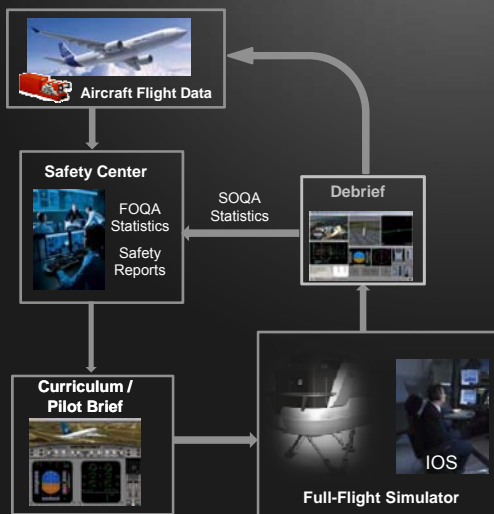 Aircraft Flight Data
Safety Center
FOQA
Statistics
Safety
Reports
SOQA
Statistics
Debrief
Curriculum /
Pilot Brief
IOS
Full-Flight Simulator